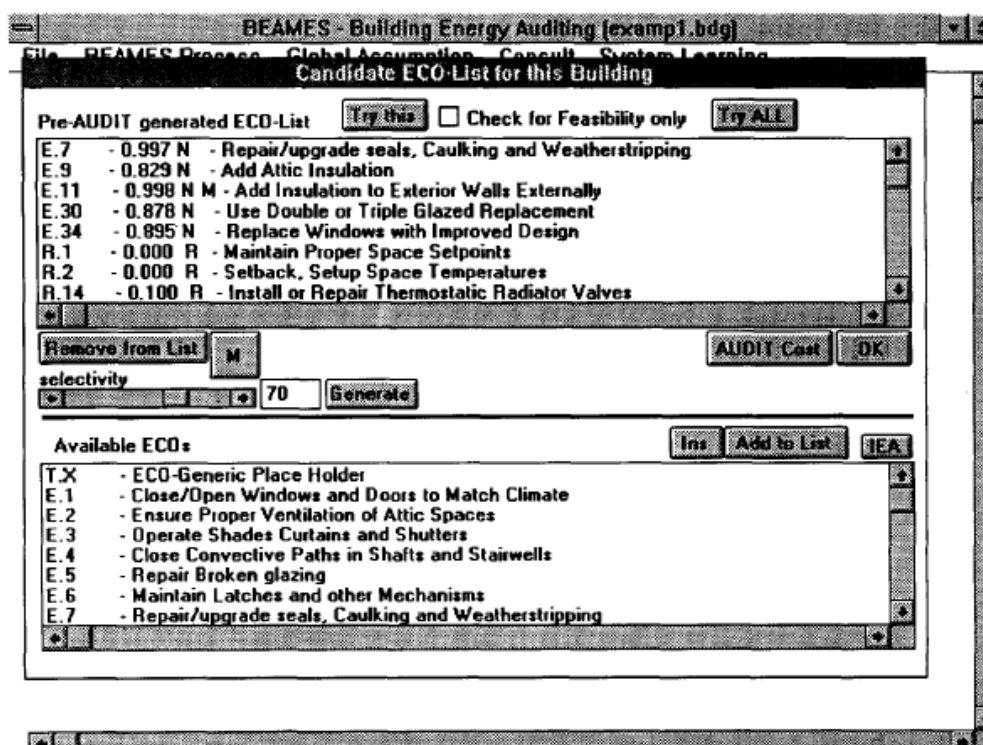 BEAMES - Building Energy Auditing [examp1.bdg]
File BEAMES Process Global Assumption Consult System Learning
Candidate ECO-List for this Building
Pre-AUDIT generated ECO-List Try this Check for Feasibility only Try ALL
E.7 - 0.997 N - Repair/upgrade seals, Caulking and Weatherstripping
E.9 - 0.829 N - Add Attic Insulation
E.11 - 0.998 N M - Add Insulation to Exterior Walls Externally
E.30 - 0.878 N - Use Double or Triple Glazed Replacement
E.34 - 0.895 N - Replace Windows with Improved Design
R.1 - 0.000 R - Maintain Proper Space Setpoints
R.2 - 0.000 R - Setback, Setup Space Temperatures
R.14 - 0.100 R - Install or Repair Thermostatic Radiator Valves
Remove from List M AUDIT Cost OK
selectivity
70 Generate
Available ECOs Ins Add to List IEA
T.X - ECO-Generic Place Holder
E.1 - Close/Open Windows and Doors to Match Climate
E.2 - Ensure Proper Ventilation of Attic Spaces
E.3 - Operate Shades Curtains and Shutters
E.4 - Close Convective Paths in Shafts and Stairwells
E.5 - Repair Broken glazing
E.6 - Maintain Latches and other Mechanisms
E.7 - Repair/upgrade seals, Caulking and Weatherstripping